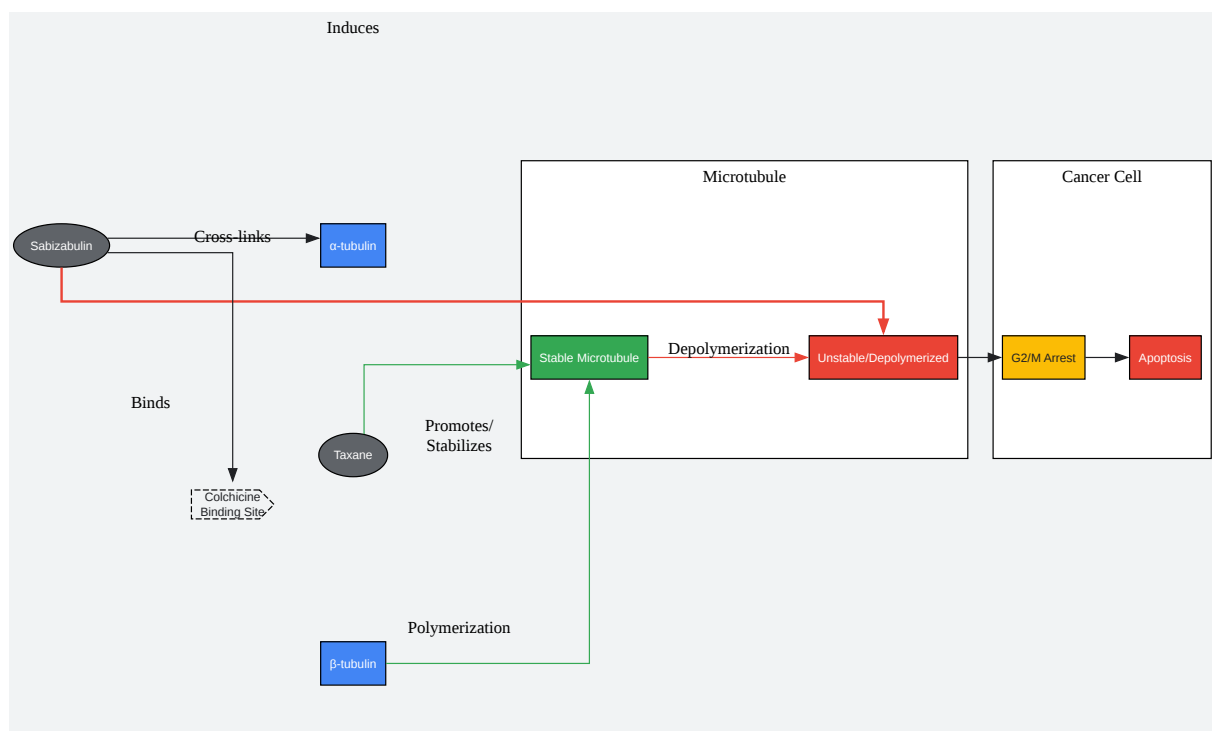 Induces
Microtubule
Cancer Cell
Cross-links
Sabizabulin
α-tubulin
Depolymerization
Stable Microtubule
Unstable/Depolymerized
G2/M Arrest
Apoptosis
Binds
Promotes/
Stabilizes
Taxane
Colchicine
Binding Site
Polymerization
β-tubulin